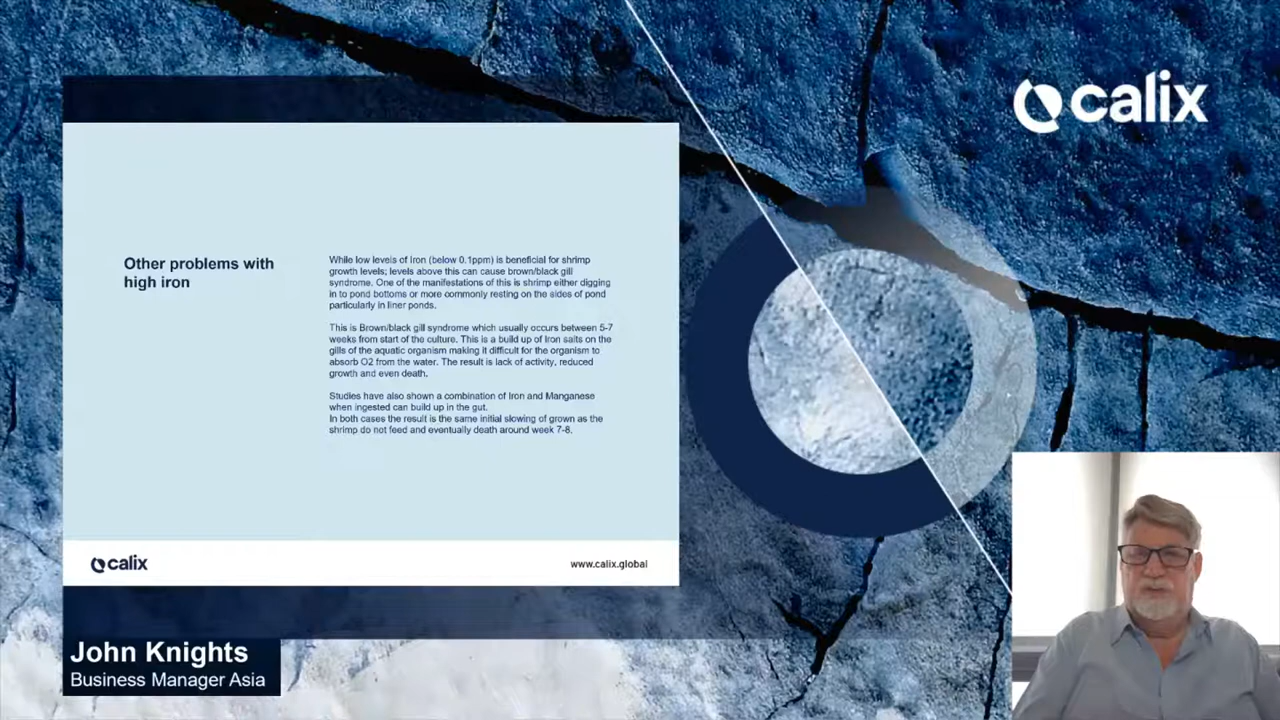 calix
Other problems with
high iron
While low levels of Iron (below 0.1ppm) is beneficial for shrimp
growth levels; levels above this can cause brown/black gill
syndrome. One of the manifestations of this is shrimp either digging
in to pond bottoms or more commonly resting on the sides of pond
particularly in liner ponds.
This is Brown/black gill syndrome which usually occurs between 5-7
weeks from start of the culture. This is a build up of Iron salts on the
gills of the aquatic organism making it difficult for the organism to
absorb O2 from the water. The result is lack of activity, reduced
growth and even death.
Studies have also shown a combination of Iron and Manganese
when ingested can build up in the gut.
In both cases the result is the same initial slowing of grown as the
shrimp do not feed and eventually death around week 7-8.
calix
www.calix.global
John Knights
Business Manager Asia